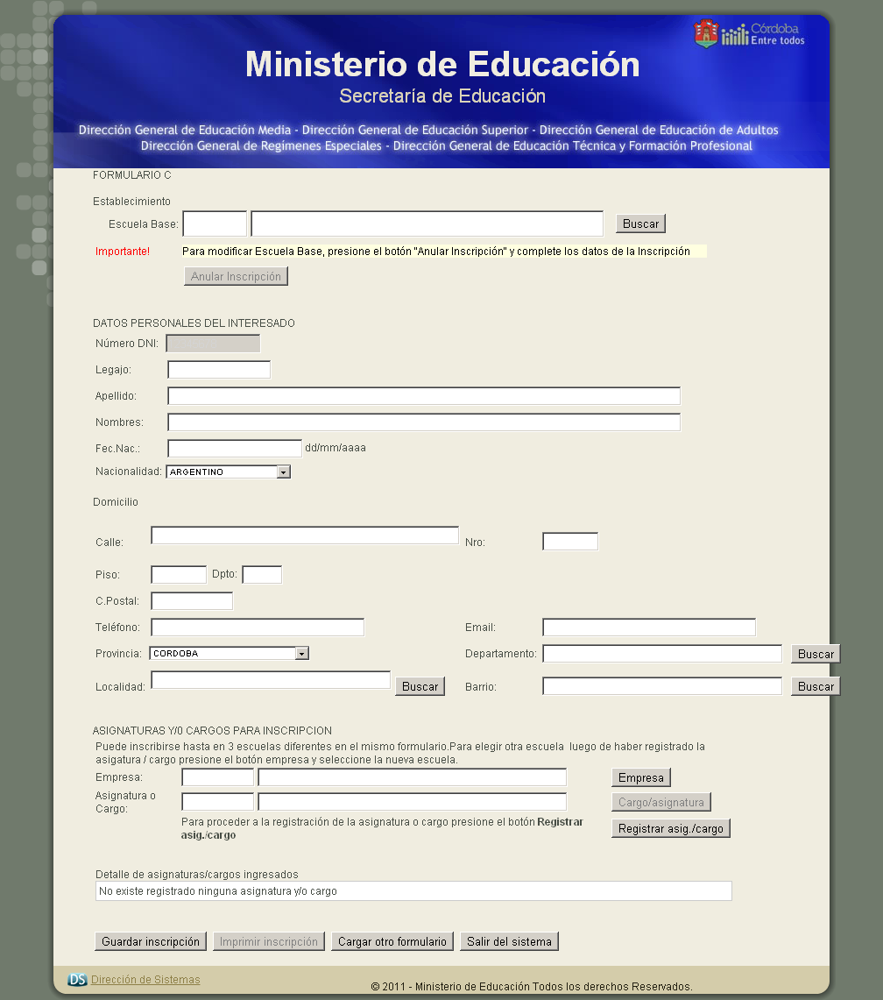 Córdoba
Entre todos
Ministerio de Educación
Secretaría de Educación
Dirección General de Educación Media - Dirección General de Educación Superior - Dirección General de Educación de Adultos
Dirección General de Regímenes Especiales - Dirección General de Educación Técnica y Formación Profesional
FORMULARIO C
Establecimiento
Escuela Base: Buscar
Importante! Para modificar Escuela Base, presione el botón "Anular Inscripción" y complete los datos de la Inscripción
Anular Inscripción
DATOS PERSONALES DEL INTERESADO
Número DNI:
Legajo:
Apellido:
Nombres:
Fec.Nac.: dd/mm/aaaa
Nacionalidad: ARGENTINO
Domicilio
Calle: Nro:
Piso: Dpto:
C.Postal:
Teléfono: Email:
Provincia: CORDOBA Departamento: Buscar
Localidad: Buscar Barrio: Buscar
ASIGNATURAS Y/0 CARGOS PARA INSCRIPCION
Puede inscribirse hasta en 3 escuelas diferentes en el mismo formulario.Para elegir otra escuela luego de haber registrado la
asigatura / cargo presione el botón empresa y seleccione la nueva escuela.
Empresa: Empresa
Asignatura o
Cargo: Cargo/asignatura
Para proceder a la registración de la asignatura o cargo presione el botón Registrar
asig./cargo Registrar asig./cargo
Detalle de asignaturas/cargos ingresados
No existe registrado ninguna asignatura y/o cargo
Guardar inscripción Imprimir inscripción Cargar otro formulario Salir del sistema
DS Dirección de Sistemas
© 2011 - Ministerio de Educación Todos los derechos Reservados.